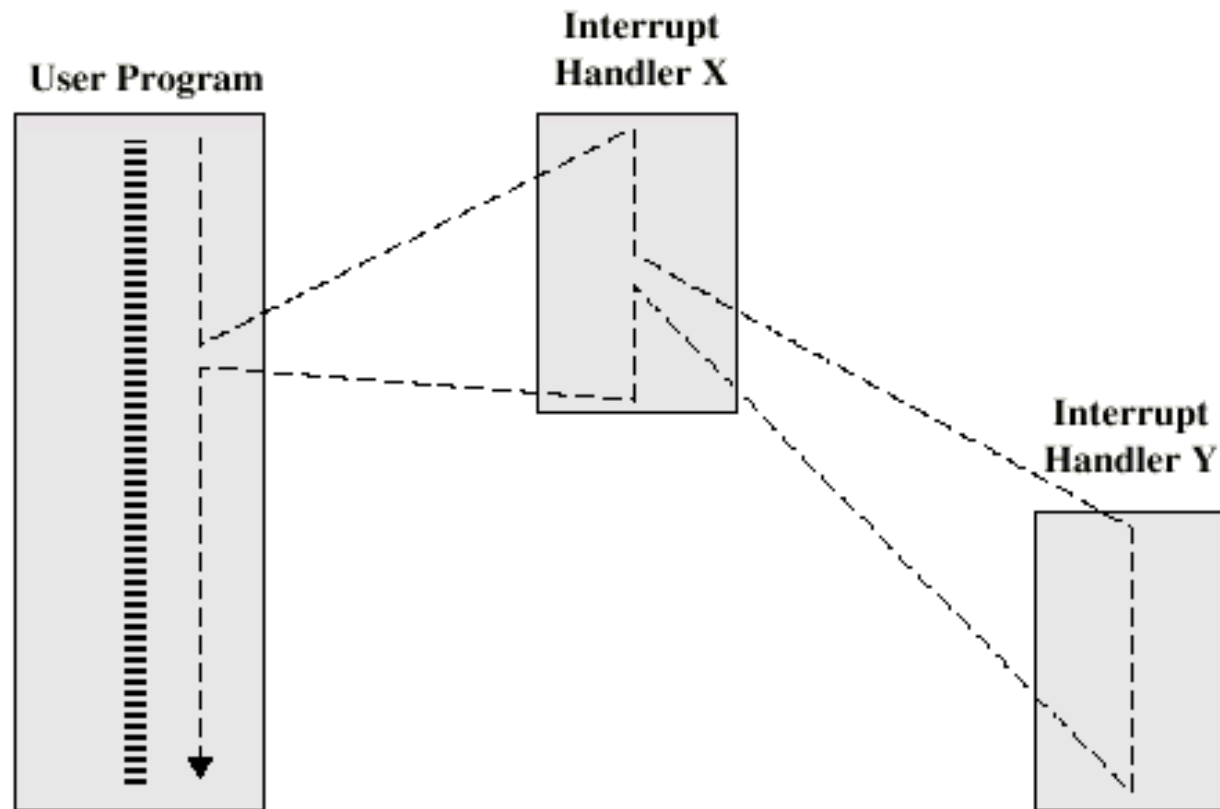 User Program
Interrupt
Handler X
Interrupt
Handler Y